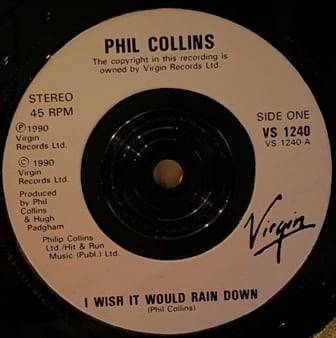 PHIL COLLINS
The copyright in this recording is
owned by Virgin Records Ltd.
STEREO
45 RPM
Ⓟ1990
Virgin
Records Ltd.
© 1990
Virgin
Records Ltd.
Produced
by Phil
Collins
& Hugh
Padgham
Philip Collins
Ltd./Hit & Run
Music (Publ.) Ltd.
SIDE ONE
VS 1240
VS 1240-A
Virgin
I WISH IT WOULD RAIN DOWN
(Phil Collins)